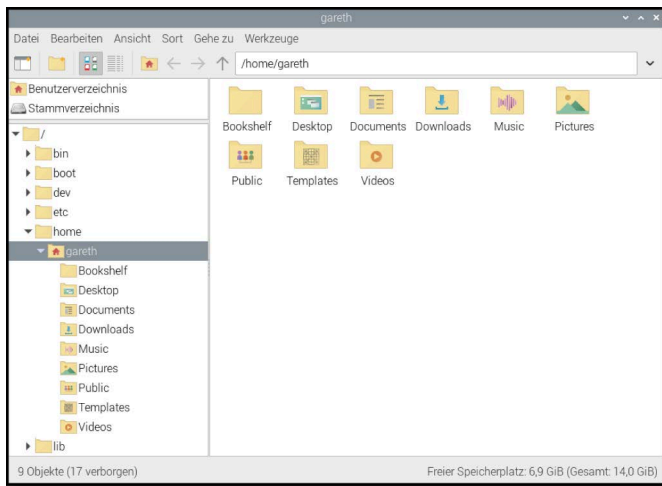 gareth
Datei Bearbeiten Ansicht Sort Gehe zu Werkzeuge
/home/gareth
Benutzerverzeichnis
Stammverzeichnis
/
bin
boot
dev
etc
home
gareth
Bookshelf
Desktop
Documents
Downloads
Music
Pictures
Public
Templates
Videos
lib
Bookshelf Desktop Documents Downloads Music Pictures
Public Templates Videos
9 Objekte (17 verborgen) Freier Speicherplatz: 6,9 GiB (Gesamt: 14,0 GiB)